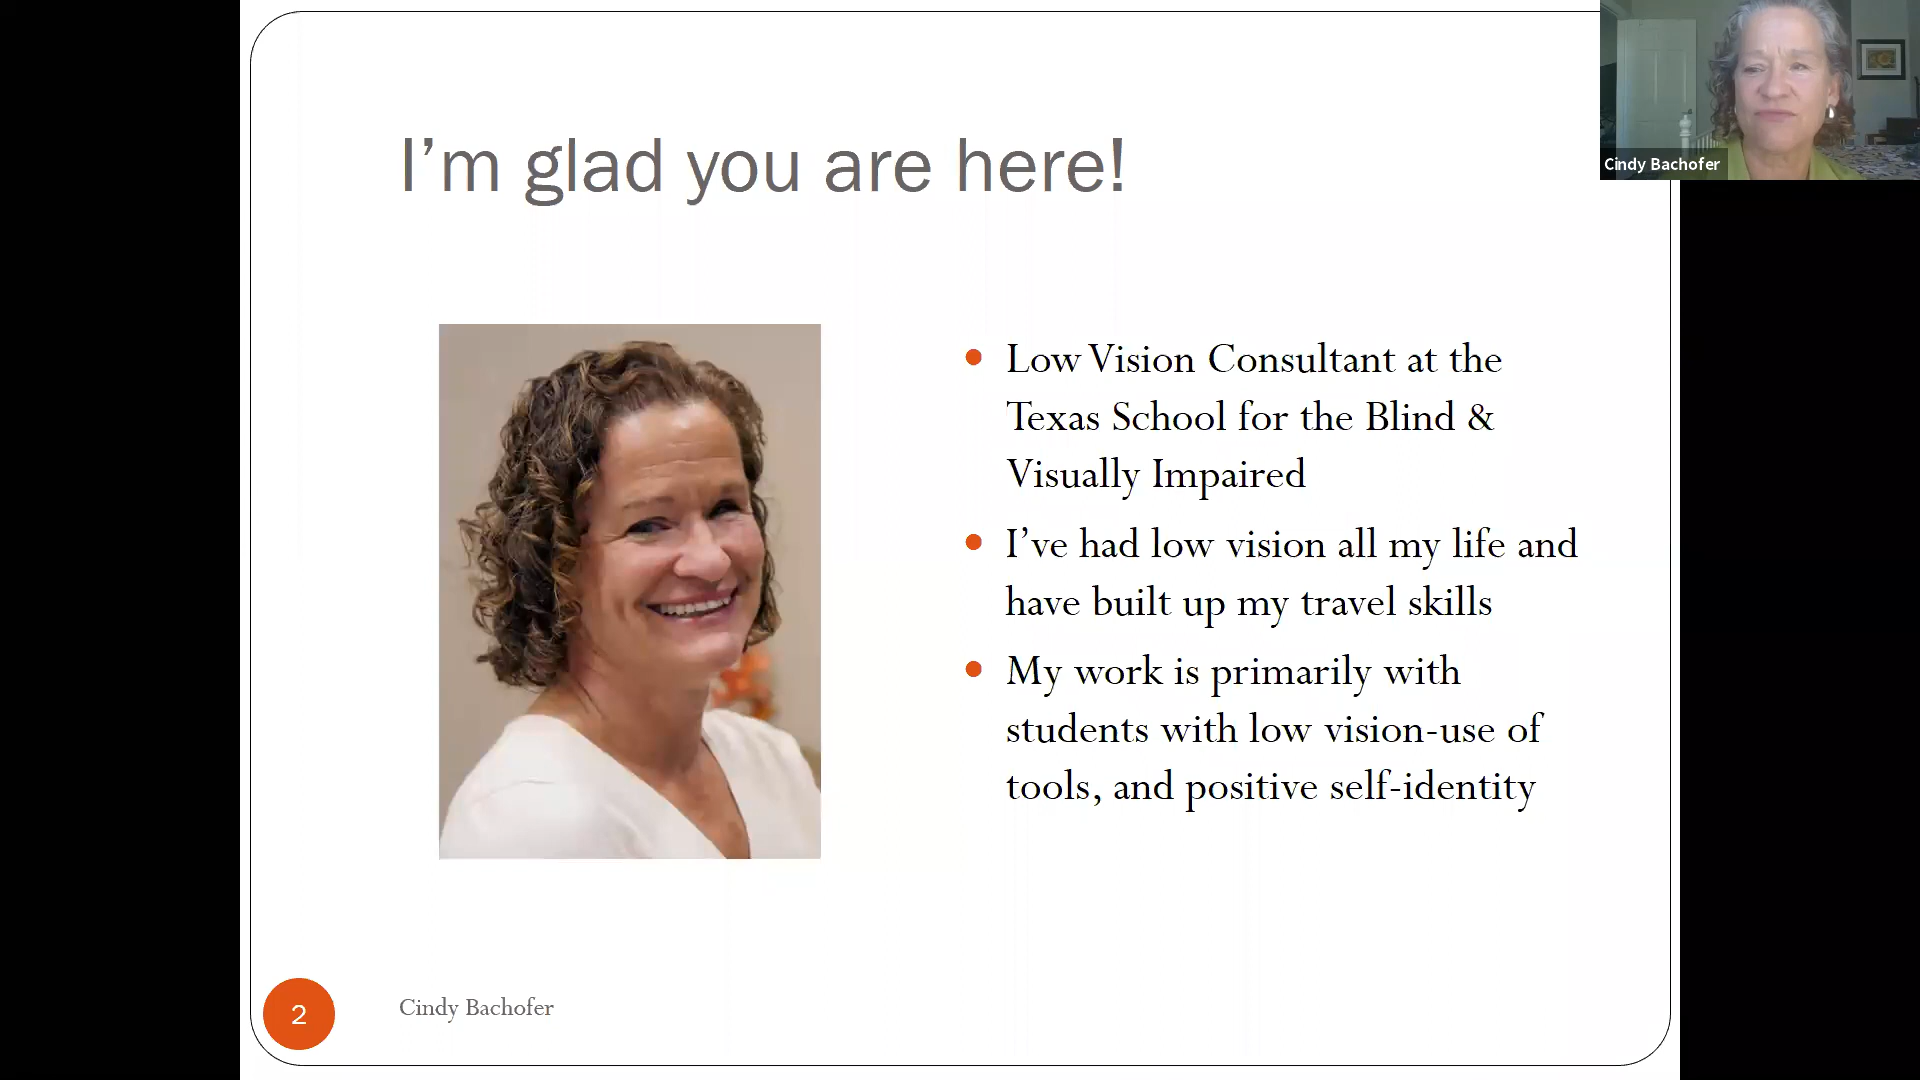 I’m glad you are here!
Cindy Bachofer
• Low Vision Consultant at the
Texas School for the Blind &
Visually Impaired
• I’ve had low vision all my life and
have built up my travel skills
• My work is primarily with
students with low vision-use of
tools, and positive self-identity
2
Cindy Bachofer